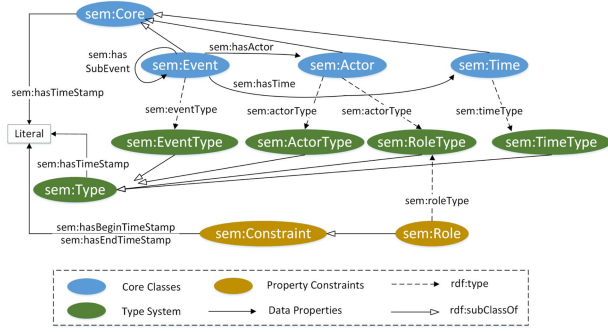 sem:Core
sem:has
SubEvent
sem:hasActor
sem:Event
sem:Actor
sem:Time
sem:hasTime
sem:hasTimeStamp
sem:eventType
sem:actorType
sem:actorType
sem:timeType
Literal
sem:EventType
sem:ActorType
sem:RoleType
sem:TimeType
sem:hasTimeStamp
sem:Type
sem:roleType
sem:hasBeginTimeStamp
sem:hasEndTimeStamp
sem:Constraint
sem:Role
Core Classes
Property Constraints
rdf:type
Type System
Data Properties
rdf:subClassOf